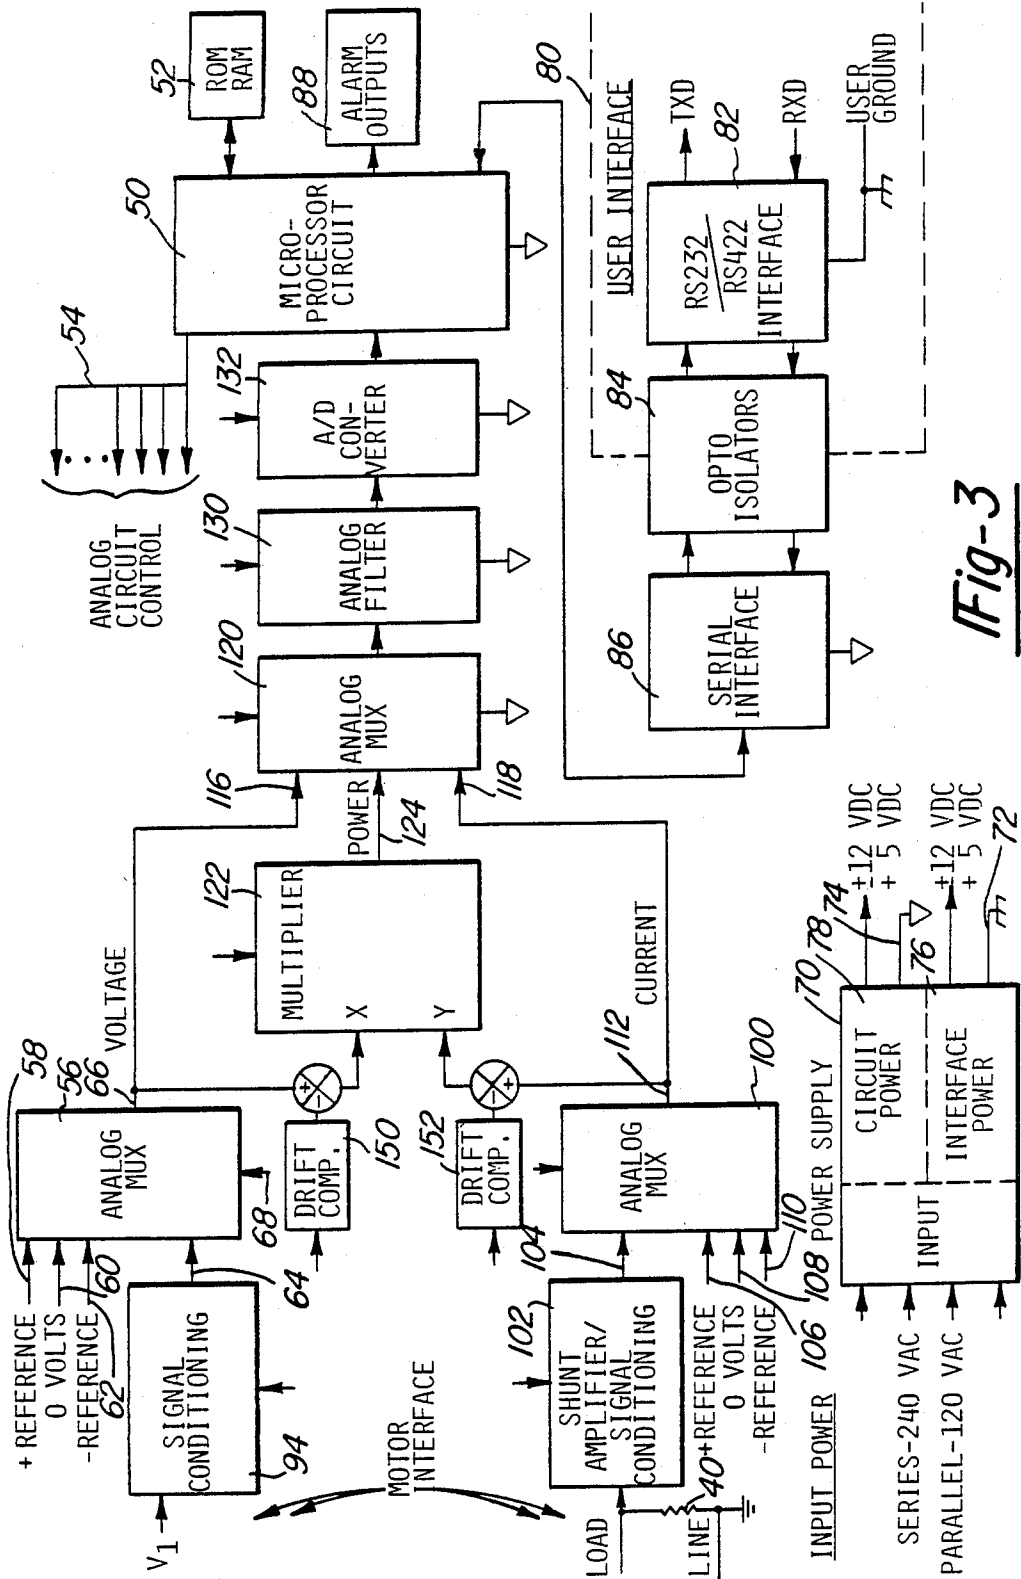 52
ROM
RAM
88
ALARM
OUTPUTS
50
MICRO-
PROCESSOR
CIRCUIT
54
ANALOG
CIRCUIT
CONTROL
132
A/D
CON-
VERTER
130
ANALOG
FILTER
120
ANALOG
MUX
116
POWER
124
118
122
MULTIPLIER
X
Y
VOLTAGE
CURRENT
58
56
66
ANALOG
MUX
68
+REFERENCE
0 VOLTS
-REFERENCE
60
62
64
SIGNAL
CONDITIONING
94
V1
DRIFT
COMP.
150
+
-
152
DRIFT
COMP.
-
+
112
100
ANALOG
MUX
104
102
SHUNT
AMPLIFIER/
SIGNAL
CONDITIONING
+REFERENCE
0 VOLTS
-REFERENCE
106
108
110
MOTOR
INTERFACE
LOAD
LINE
40
80
USER INTERFACE
TXD
82
RXD
USER
GROUND
RS232/
RS422
INTERFACE
84
OPTO
ISOLATORS
86
SERIAL
INTERFACE
INPUT POWER
SERIES-240 VAC
PARALLEL-120 VAC
POWER SUPPLY
70
INPUT
CIRCUIT
POWER
INTERFACE
POWER
78
74
76
±12 VDC
+ 5 VDC
±12 VDC
+ 5 VDC
72
Fig-3